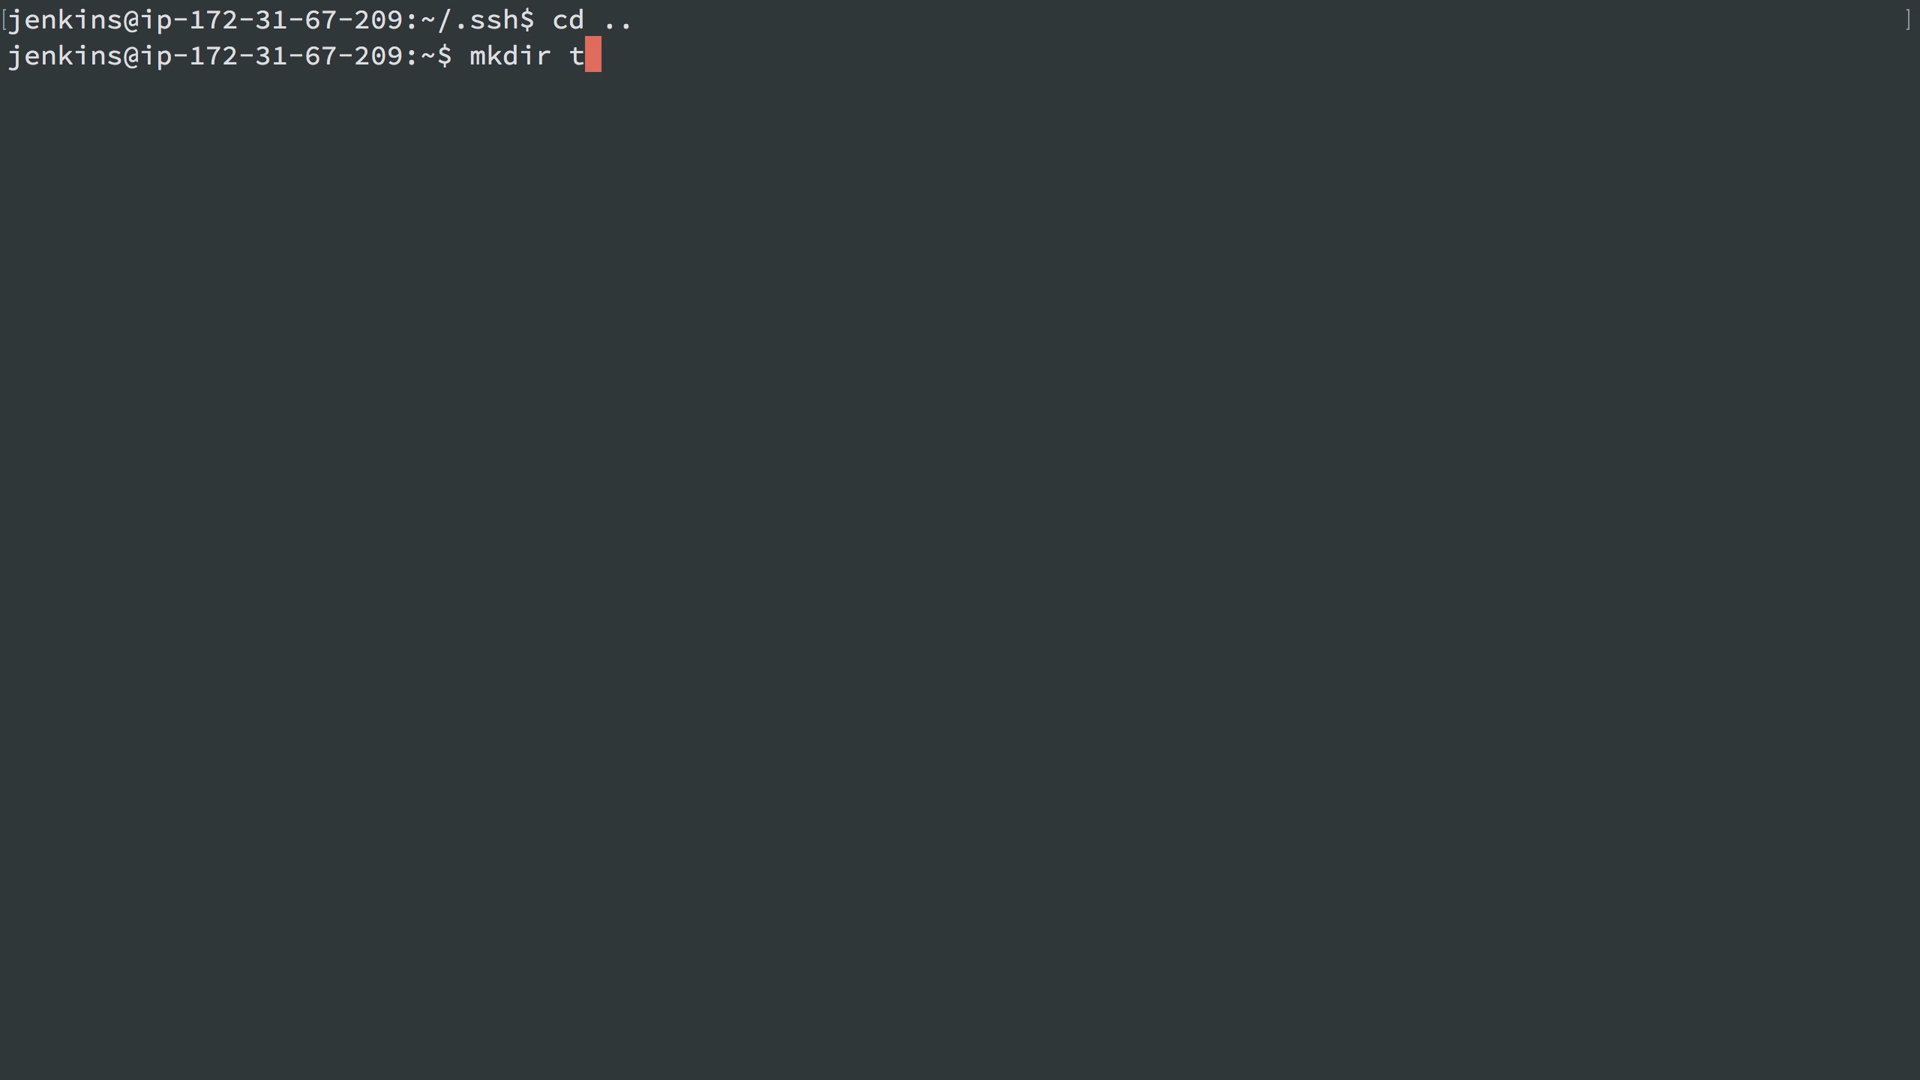 [jenkins@ip-172-31-67-209:~/.ssh$ cd .. ]
jenkins@ip-172-31-67-209:~$ mkdir t